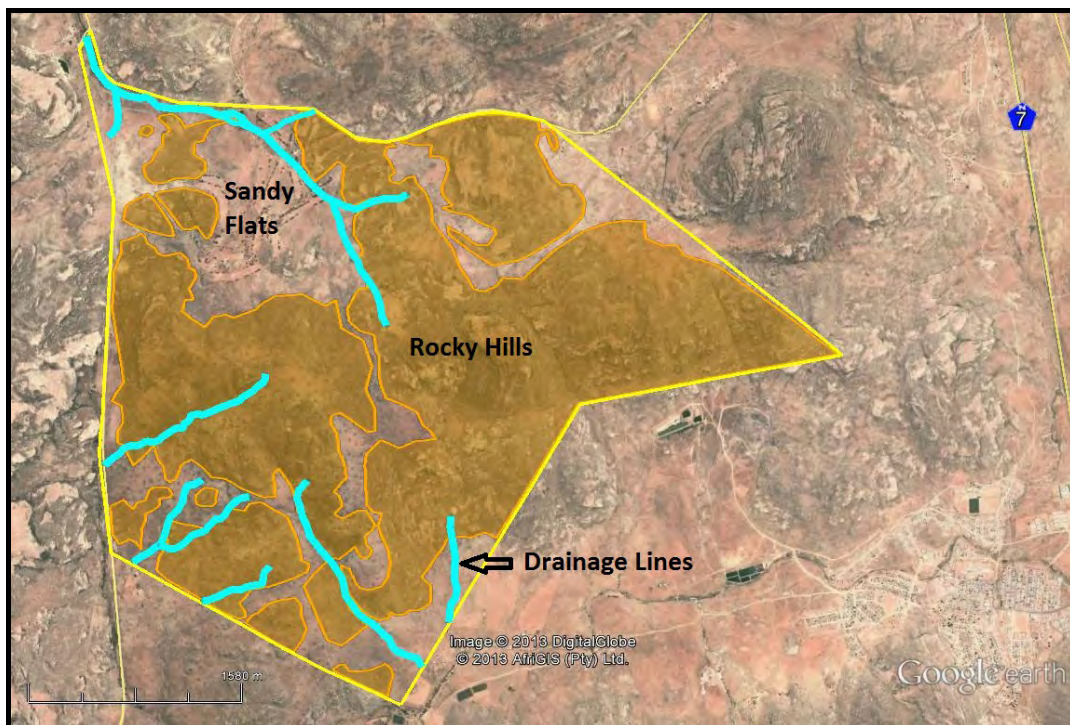 N
7
Sandy
Flats
Rocky Hills
Drainage Lines
Image © 2013 DigitalGlobe
© 2013 AfriGIS (Pty) Ltd.
1580 m
Google earth